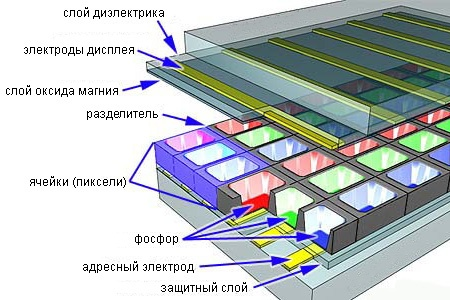 слой диэлектрика
электроды дисплея
слой оксида магния
разделитель
ячейки (пиксели)
фосфор
адресный электрод
защитный слой